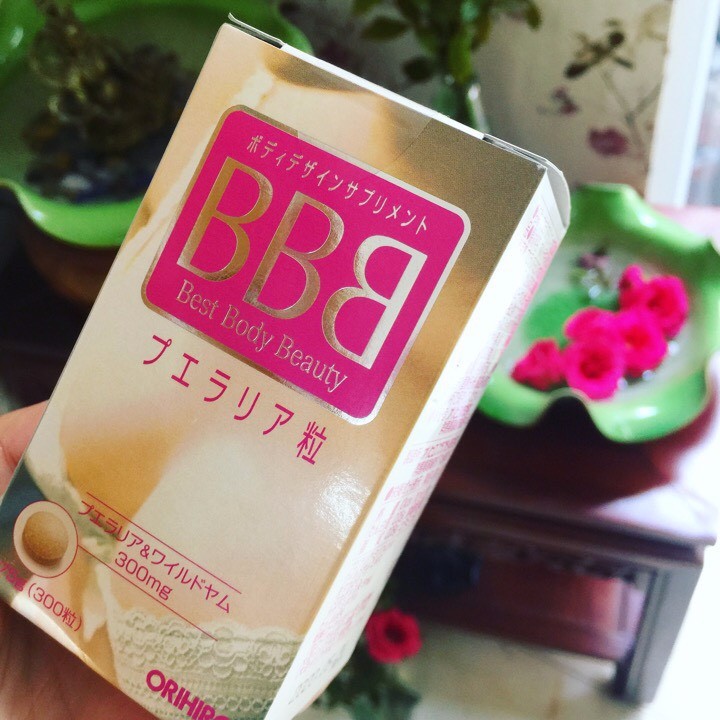 ボディデザインサプリメント
BBB
Best Body Beauty
プエラリア粒
プエラリア&ワイルドヤム
300mg
(300粒)